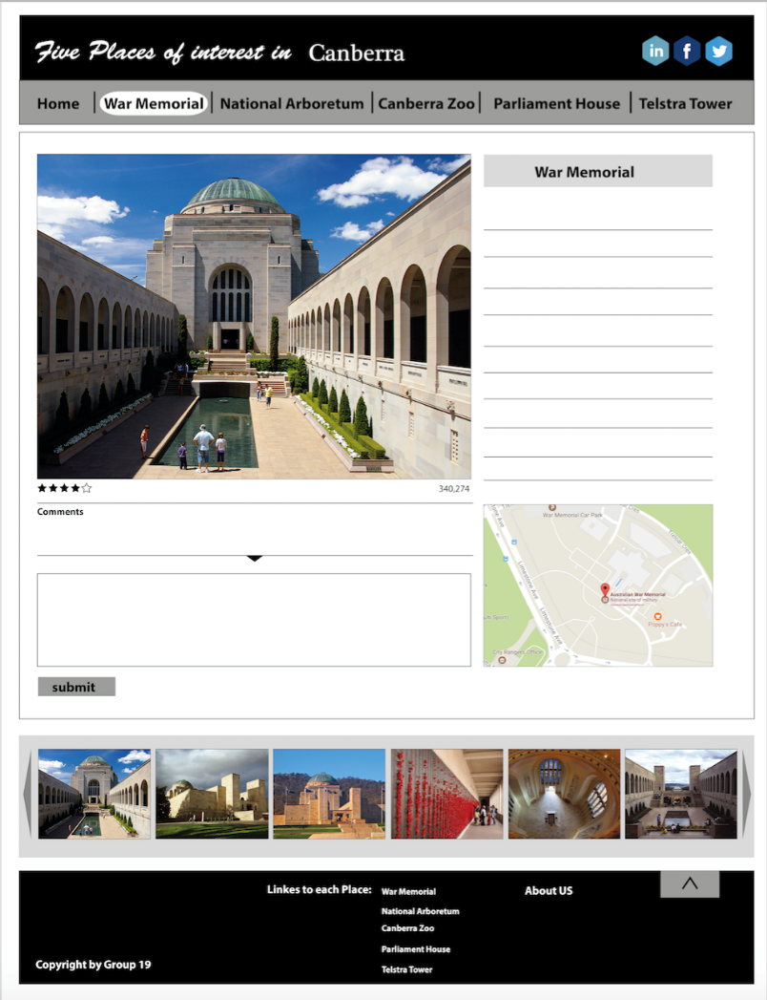 Five Places of interest in Canberra
in f
Home War Memorial National Arboretum Canberra Zoo Parliament House Telstra Tower
War Memorial
340,274
Comments
War Memorial Car Park
Limestone Ave
Australian War Memorial
Poppy's Cafe
Limestone Ave
City Rangers Office
submit
Linkes to each Place:
War Memorial
National Arboretum
Canberra Zoo
Parliament House
Telstra Tower
About US
Copyright by Group 19